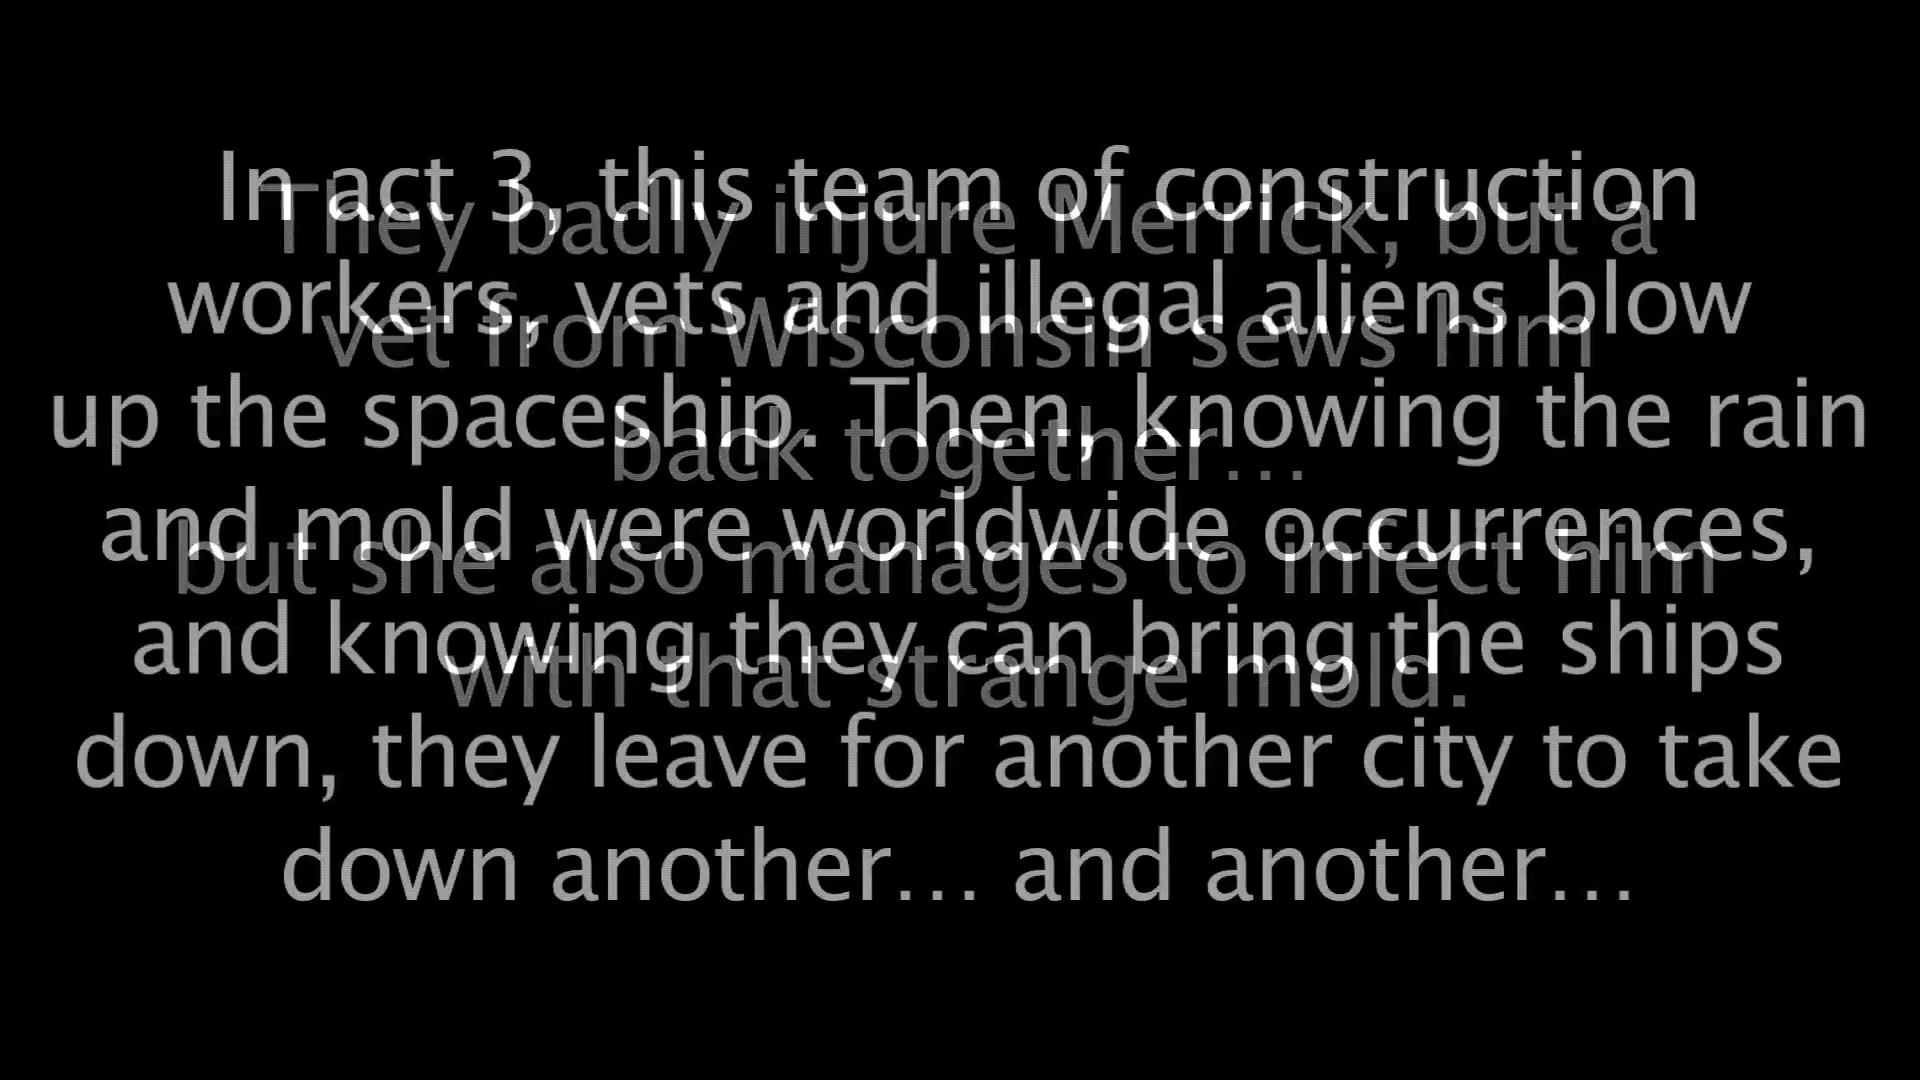 In act 3, this team of construction
workers, vets and illegal aliens blow
up the spaceship. Then, knowing the rain
and mold were worldwide occurrences,
and knowing they can bring the ships
down, they leave for another city to take
down another... and another...
They badly injure Merrick, but a
vet from Wisconsin sews him
back together...
but she also manages to infect him
with that strange mold.